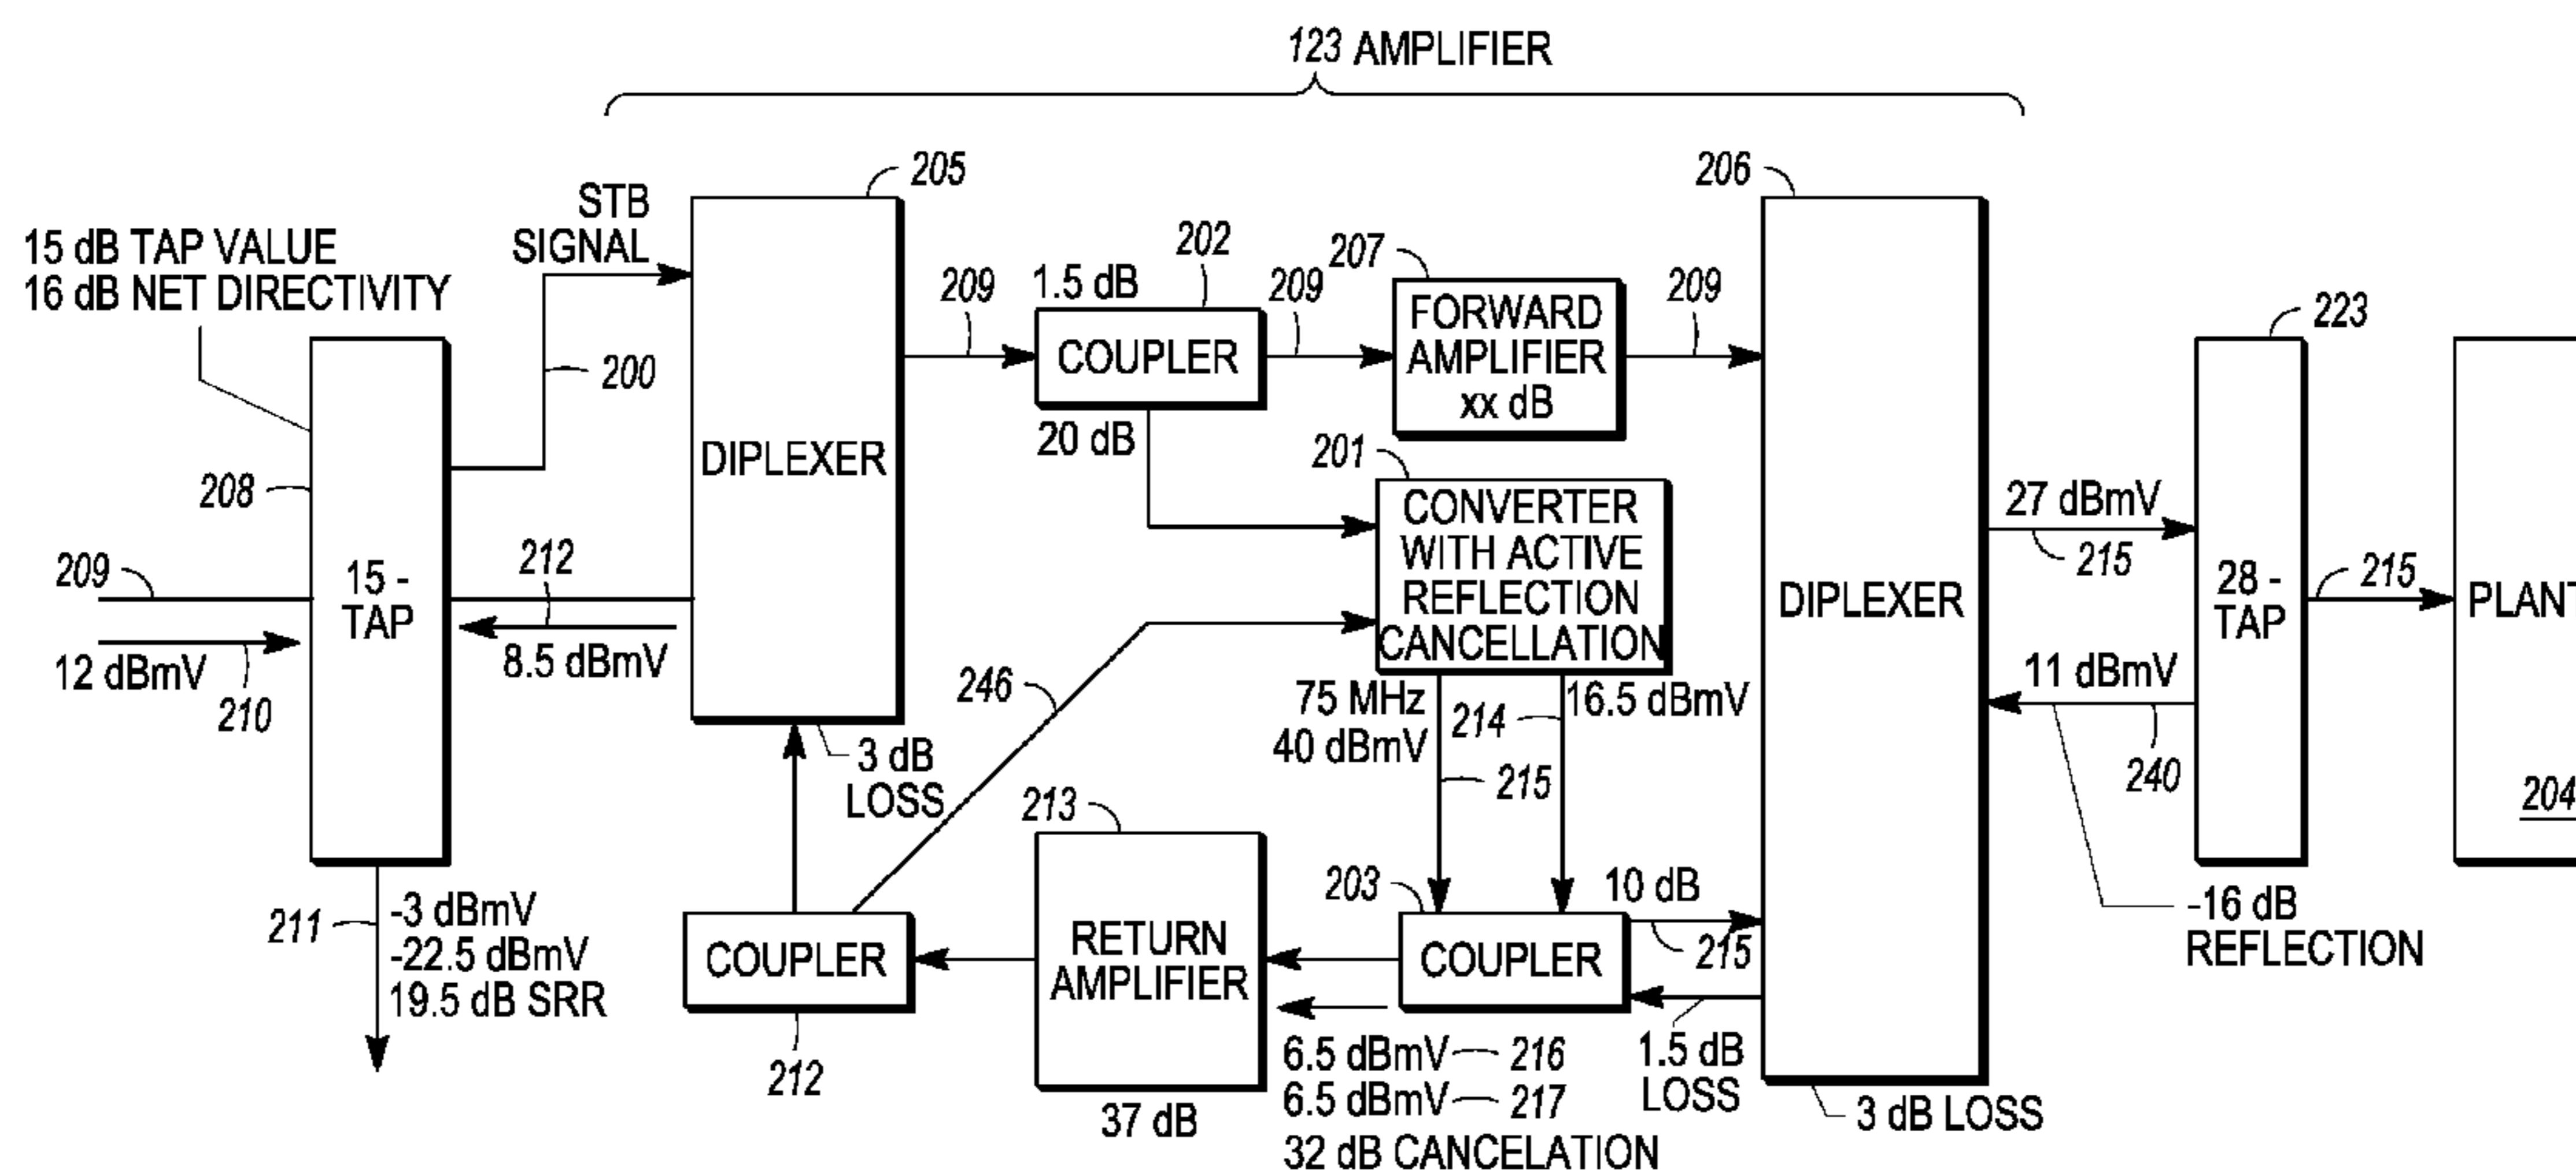 123 AMPLIFIER
205
206
STB
SIGNAL
15 dB TAP VALUE
16 dB NET DIRECTIVITY
202
207
1.5 dB
209
209
209
223
COUPLER
FORWARD
AMPLIFIER
xx dB
200
20 dB
201
DIPLEXER
208
CONVERTER
WITH ACTIVE
REFLECTION
CANCELLATION
27 dBmV
215
209
15 -
TAP
212
8.5 dBmV
DIPLEXER
28 -
TAP
215
PLANT
12 dBmV
210
246
75 MHz
40 dBmV
214
16.5 dBmV
11 dBmV
240
3 dB
LOSS
215
204
213
203
10 dB
211
-3 dBmV
-22.5 dBmV
19.5 dB SRR
COUPLER
RETURN
AMPLIFIER
COUPLER
215
-16 dB
REFLECTION
212
37 dB
6.5 dBmV 216
6.5 dBmV 217
32 dB CANCELATION
1.5 dB
LOSS
3 dB LOSS